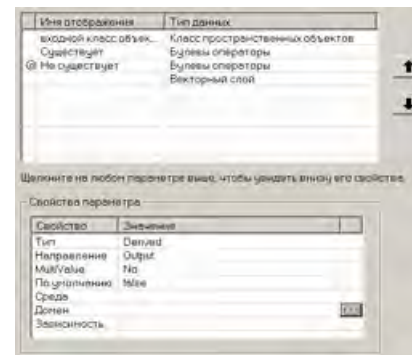 Имя отображения Тип данных
входной класс объек... Класс пространственных объектов
Существует Булевы операторы
Не существует Булевы операторы
Векторный слой
Щелкните на любом параметре выше, чтобы увидеть внизу его свойства.
Свойства параметра
Свойство Значение
Тип Derived
Направление Output
MultiValue No
По умолчанию false
Среда
Домен
Зависимость